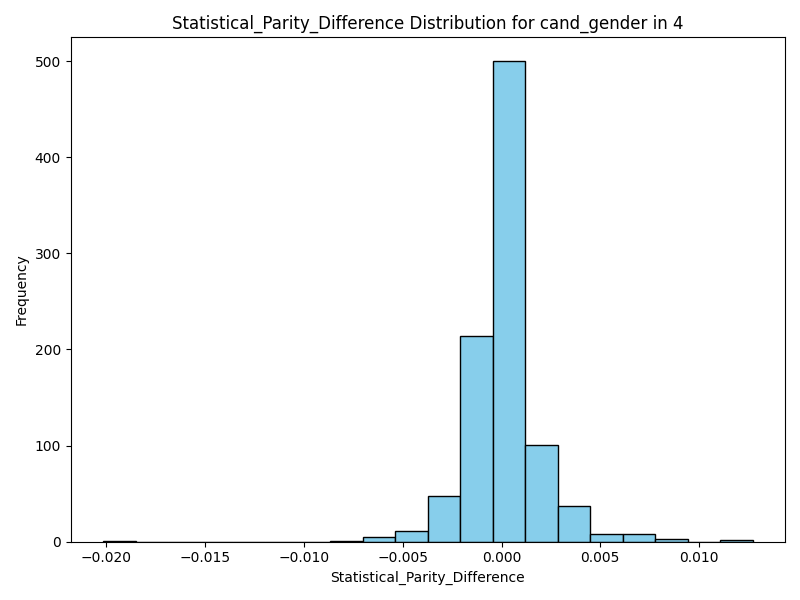 Statistical_Parity_Difference Distribution for cand_gender in 4
500
400
300
200
100
0
Frequency
−0.020 −0.015 −0.010 −0.005 0.000 0.005 0.010
Statistical_Parity_Difference